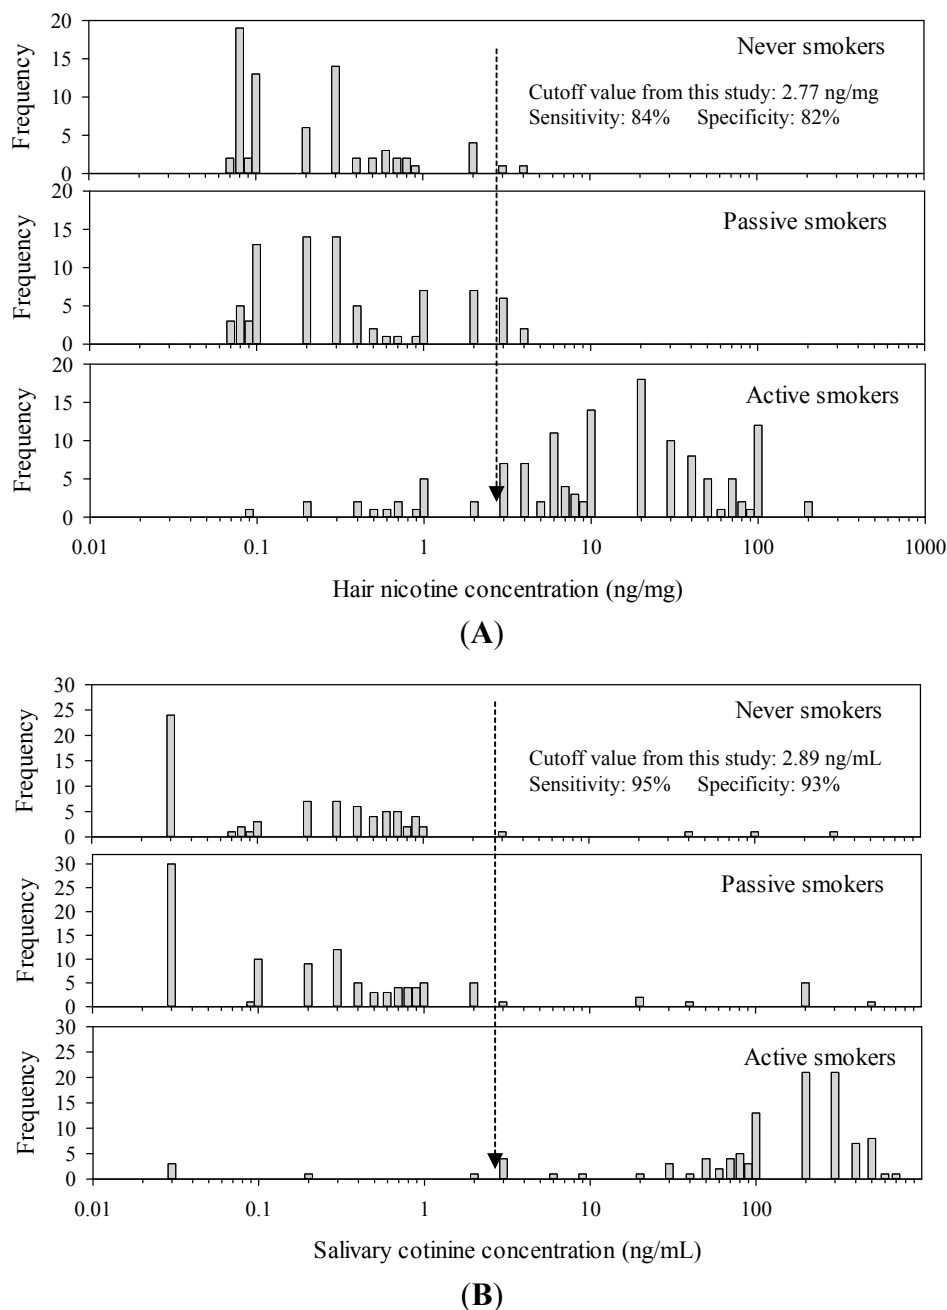 20
15
10
5
0
Frequency
Never smokers
Cutoff value from this study: 2.77 ng/mg
Sensitivity: 84% Specificity: 82%
20
15
10
5
0
Frequency
Passive smokers
20
15
10
5
0
Frequency
Active smokers
0.01 0.1 1 10 100 1000
Hair nicotine concentration (ng/mg)
(A)
30
25
20
15
10
5
0
Frequency
Never smokers
Cutoff value from this study: 2.89 ng/mL
Sensitivity: 95% Specificity: 93%
30
25
20
15
10
5
0
Frequency
Passive smokers
30
25
20
15
10
5
0
Frequency
Active smokers
0.01 0.1 1 10 100
Salivary cotinine concentration (ng/mL)
(B)